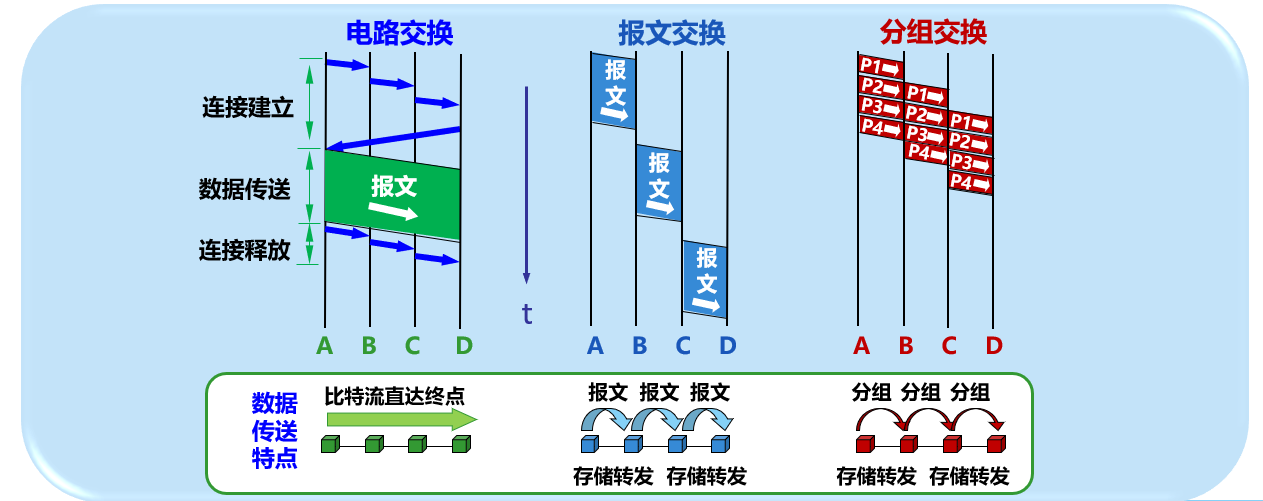 电路交换
报文交换
分组交换
连接建立
数据传送
连接释放
报文
t
报
文
报
文
报
文
P1
P2
P3
P4
P1
P2
P3
P4
P1
P2
P3
P4
A B C D
A B C D
A B C D
数据
传送
特点
比特流直达终点
报文 报文 报文
存储转发 存储转发
分组 分组 分组
存储转发 存储转发